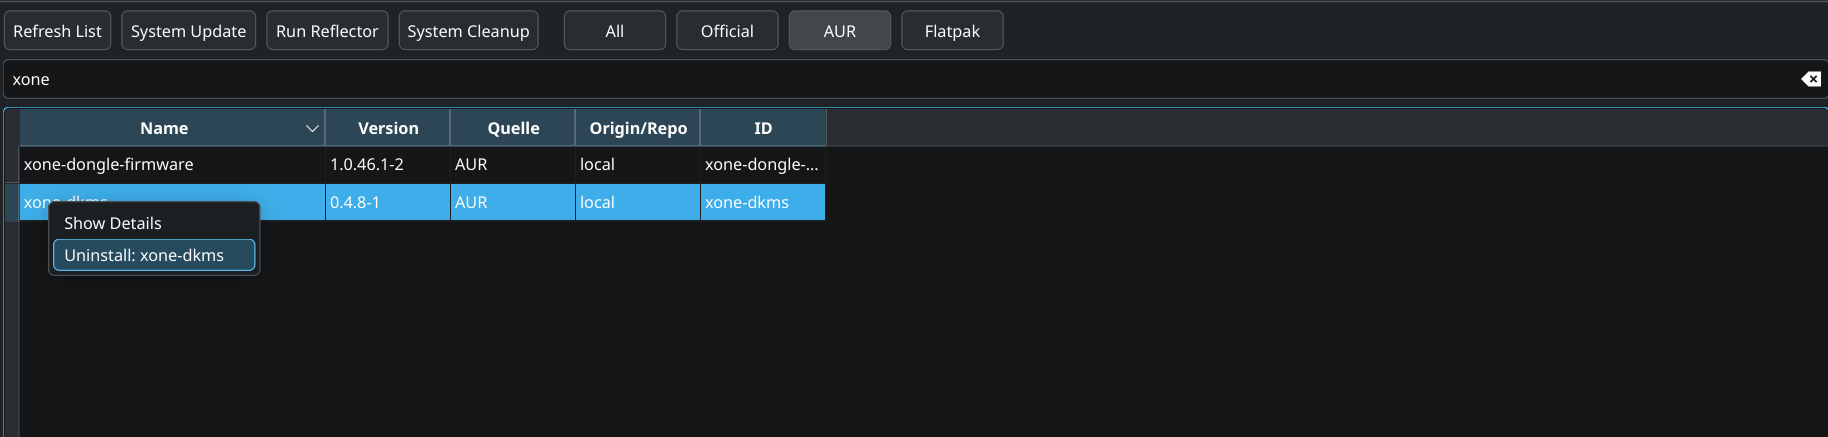 Refresh List System Update Run Reflector System Cleanup All Official AUR Flatpak
xone
Name Version Quelle Origin/Repo ID
xone-dongle-firmware 1.0.46.1-2 AUR local xone-dongle-...
xone-dkms 0.4.8-1 AUR local xone-dkms
Show Details
Uninstall: xone-dkms